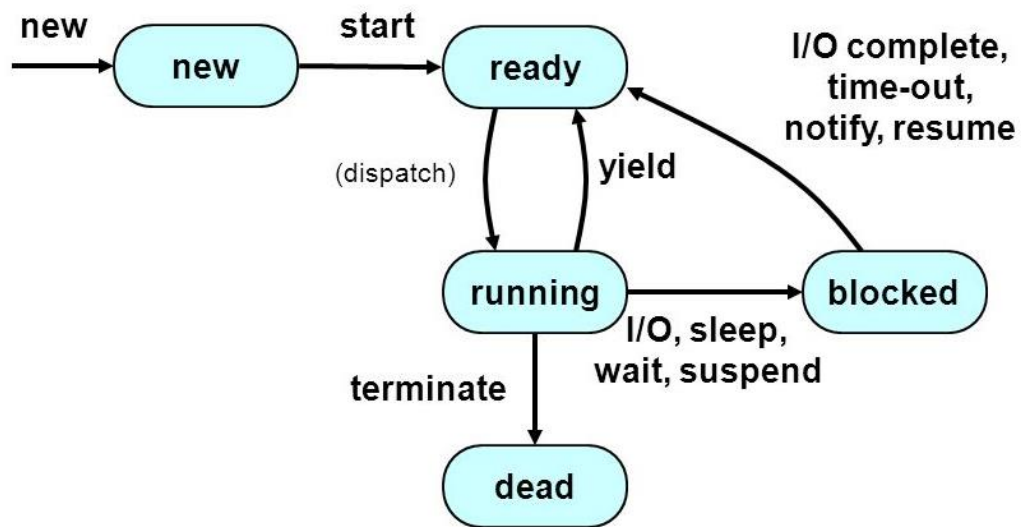 new
start
new
ready
I/O complete,
time-out,
notify, resume
(dispatch)
yield
running
blocked
I/O, sleep,
wait, suspend
terminate
dead